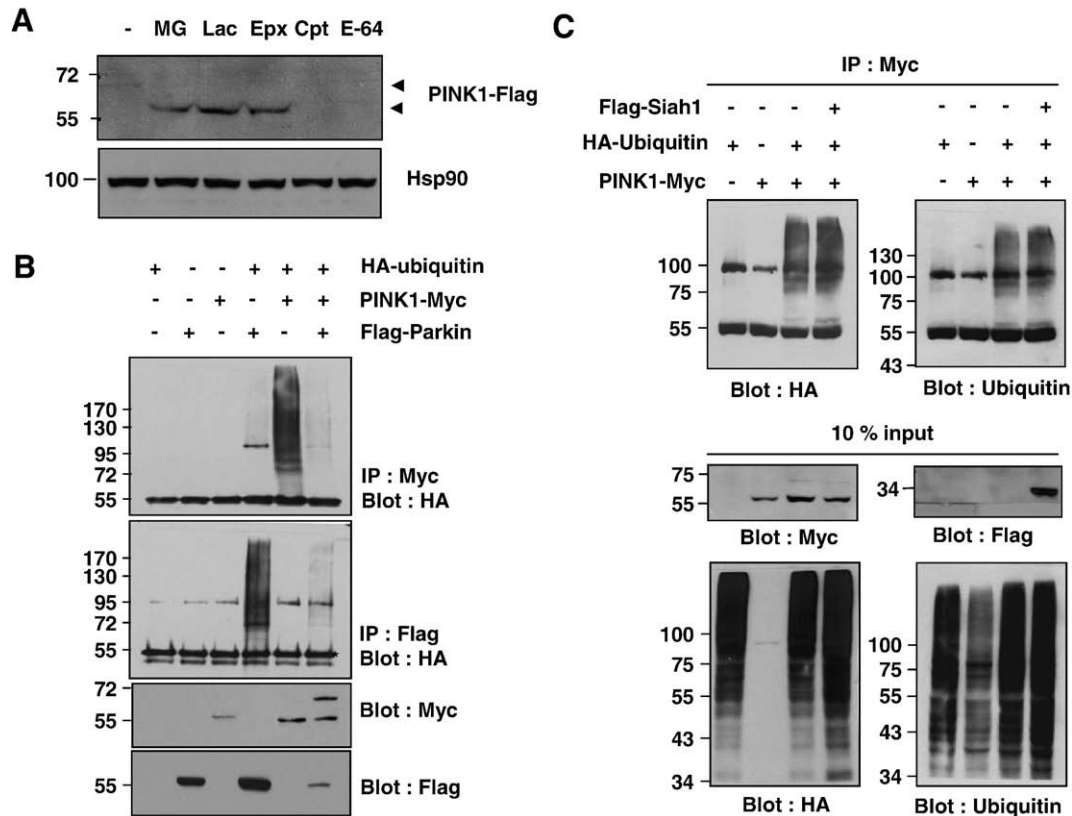 A
- MG Lac Epx Cpt E-64
72
55
PINK1-Flag
100
Hsp90
B
+ - - + + + HA-ubiquitin
- - + - + + PINK1-Myc
- + - + - + Flag-Parkin
170
130
95
72
55
IP : Myc
Blot : HA
170
130
95
72
55
IP : Flag
Blot : HA
*
72
55
Blot : Myc
55
Blot : Flag
C
IP : Myc
Flag-Siah1 - - - + - - - +
HA-Ubiquitin + - + + + - + +
PINK1-Myc - + + + - + + +
100
75
55
Blot : HA
130
100
75
55
43
Blot : Ubiquitin
10 % input
75
55
Blot : Myc
34
Blot : Flag
100
75
55
43
34
Blot : HA
100
75
55
43
34
Blot : Ubiquitin